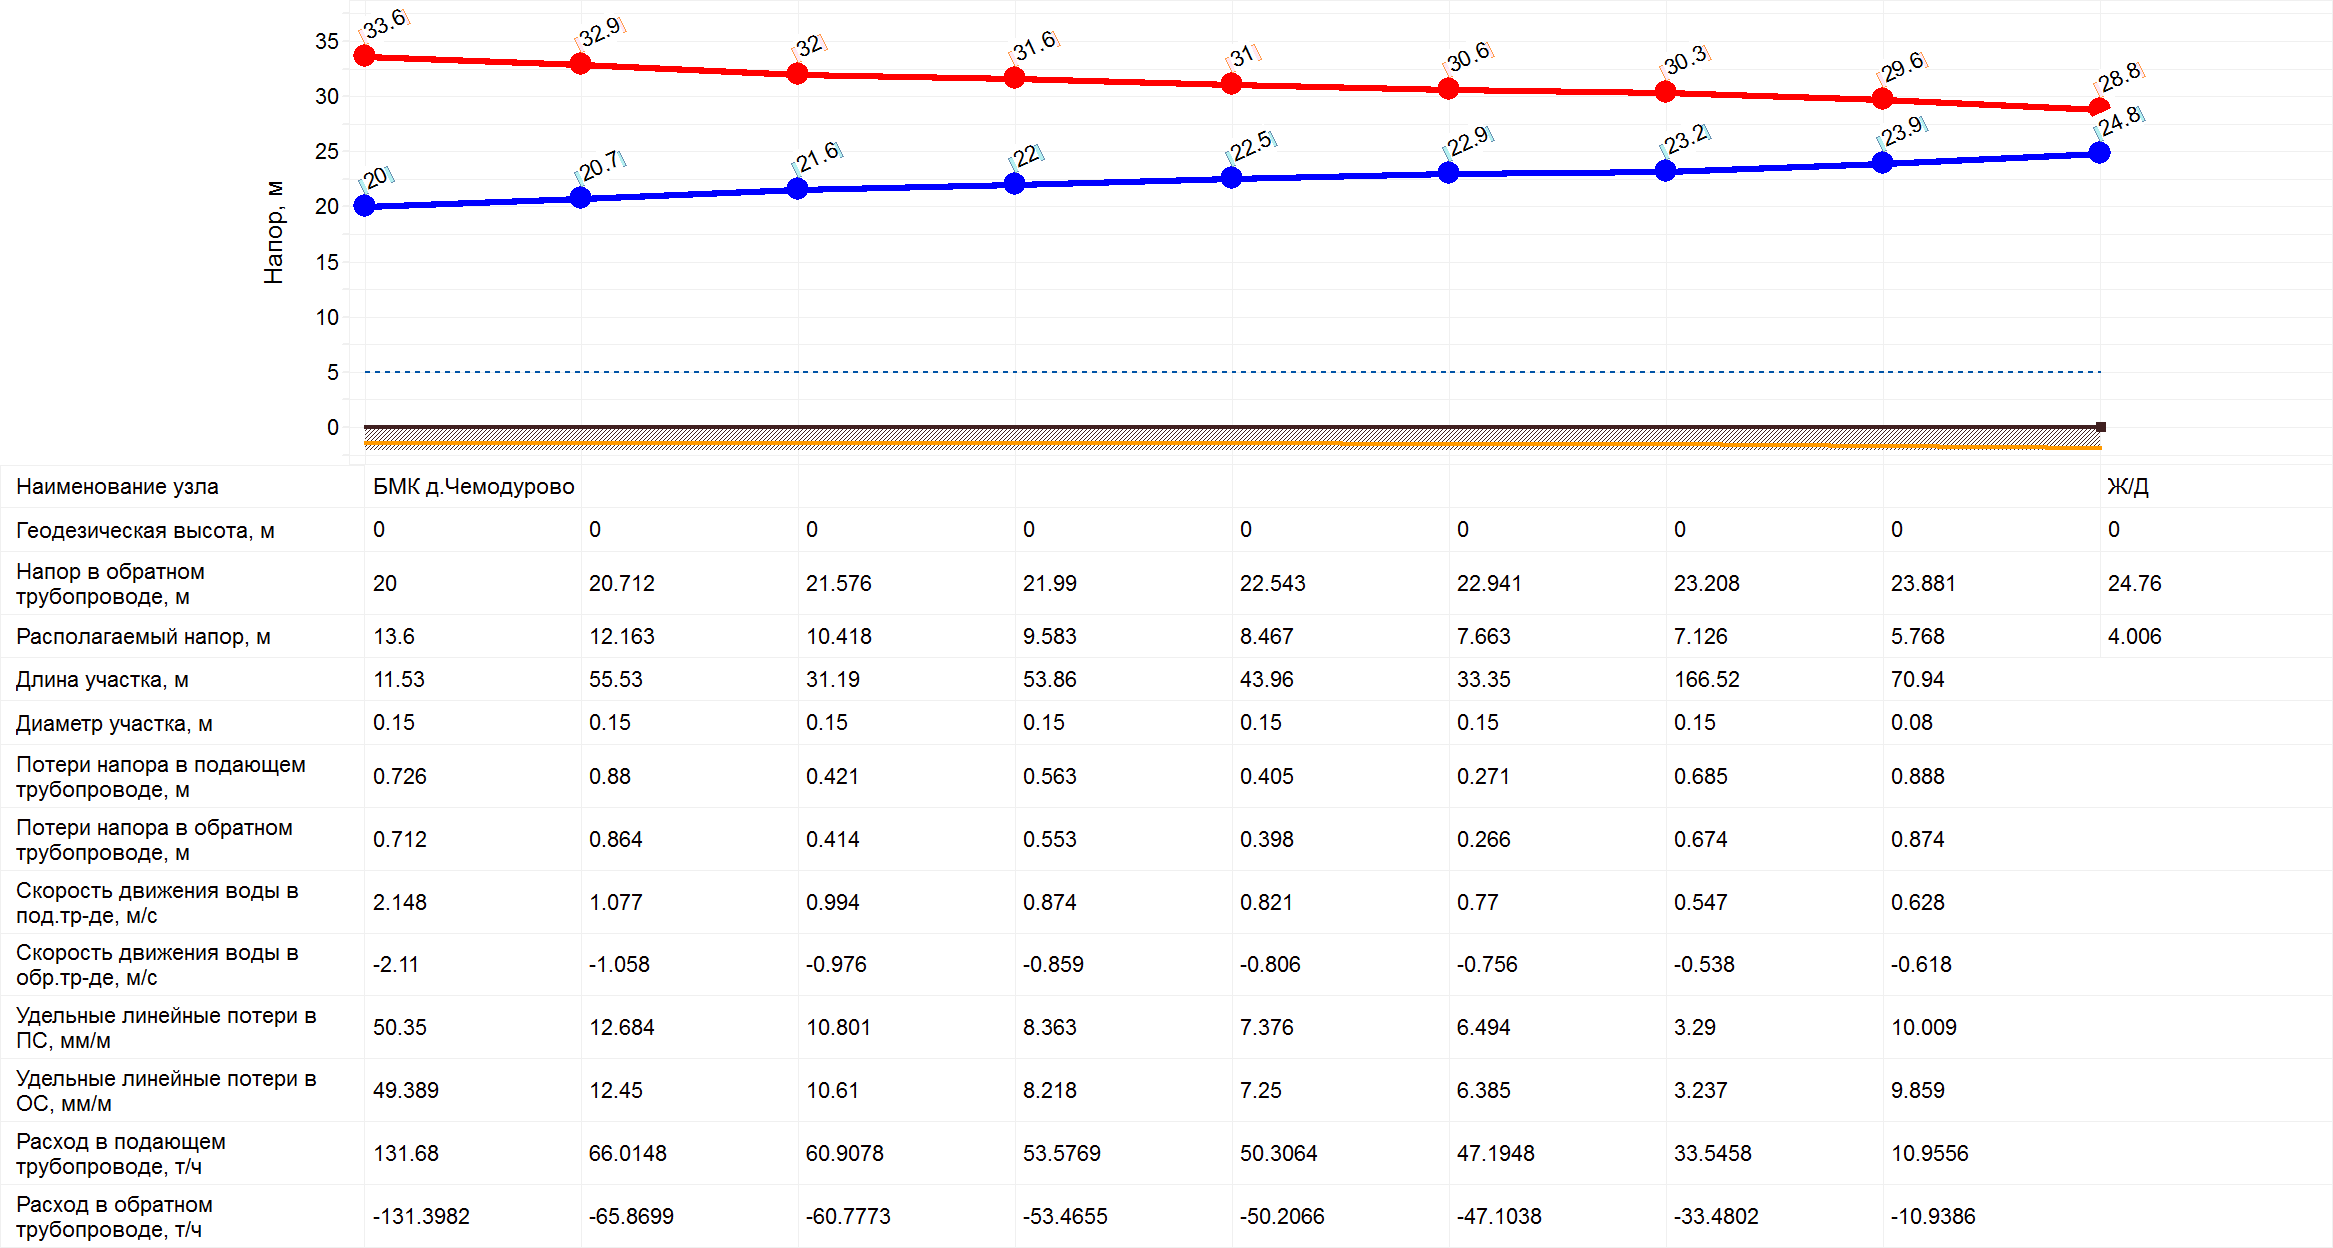 33.6
32.9
32
31.6
31
30.6
30.3
29.6
28.8
20
20.7
21.6
22
22.5
22.9
23.2
23.9
24.8
35
30
25
20
15
10
5
0
Напор, м
Наименование узла БМК д.Чемодурово Ж/Д
Геодезическая высота, м 0 0 0 0 0 0 0 0 0
Напор в обратном
трубопроводе, м 20 20.712 21.576 21.99 22.543 22.941 23.208 23.881 24.76
Располагаемый напор, м 13.6 12.163 10.418 9.583 8.467 7.663 7.126 5.768 4.006
Длина участка, м 11.53 55.53 31.19 53.86 43.96 33.35 166.52 70.94
Диаметр участка, м 0.15 0.15 0.15 0.15 0.15 0.15 0.15 0.08
Потери напора в подающем
трубопроводе, м 0.726 0.88 0.421 0.563 0.405 0.271 0.685 0.888
Потери напора в обратном
трубопроводе, м 0.712 0.864 0.414 0.553 0.398 0.266 0.674 0.874
Скорость движения воды в
под.тр-де, м/с 2.148 1.077 0.994 0.874 0.821 0.77 0.547 0.628
Скорость движения воды в
обр.тр-де, м/с -2.11 -1.058 -0.976 -0.859 -0.806 -0.756 -0.538 -0.618
Удельные линейные потери в
ПС, мм/м 50.35 12.684 10.801 8.363 7.376 6.494 3.29 10.009
Удельные линейные потери в
ОС, мм/м 49.389 12.45 10.61 8.218 7.25 6.385 3.237 9.859
Расход в подающем
трубопроводе, т/ч 131.68 66.0148 60.9078 53.5769 50.3064 47.1948 33.5458 10.9556
Расход в обратном
трубопроводе, т/ч -131.3982 -65.8699 -60.7773 -53.4655 -50.2066 -47.1038 -33.4802 -10.9386